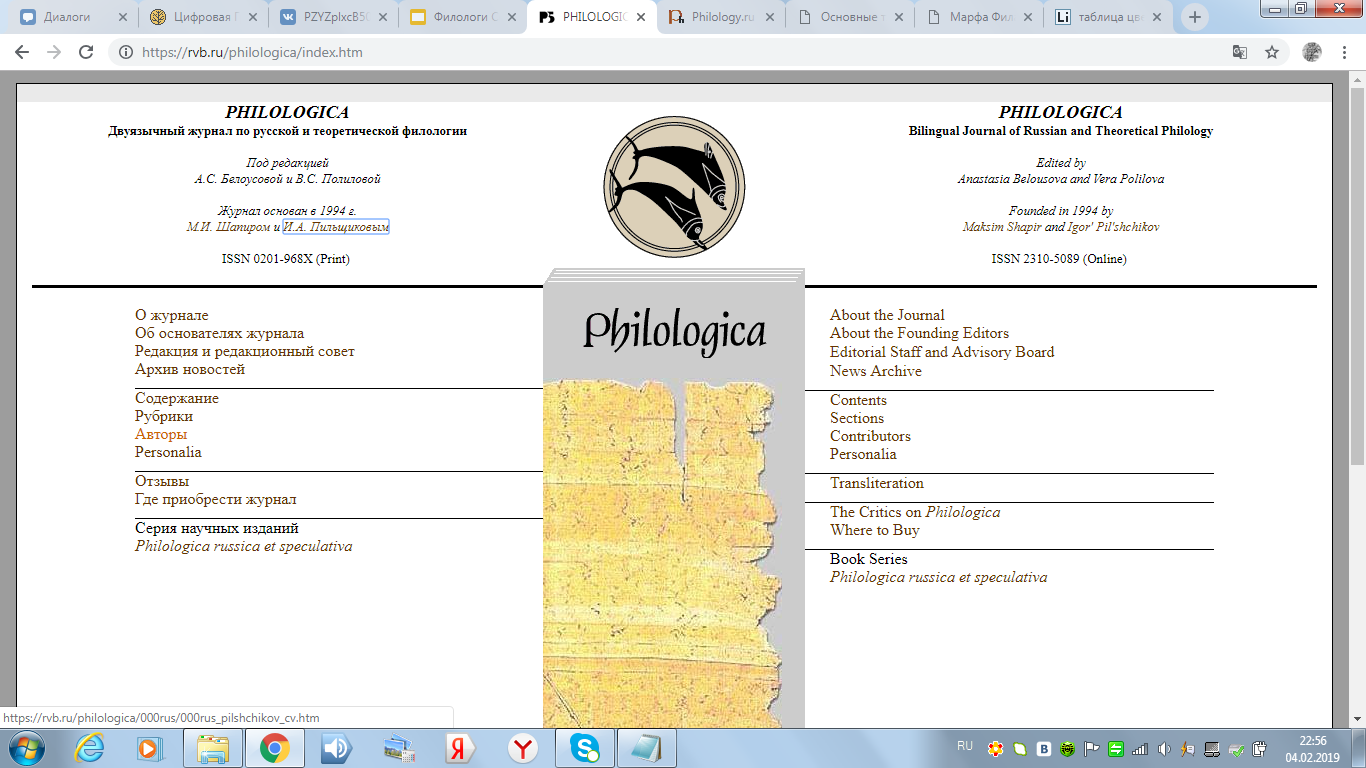 Диалоги
Цифровая
PZYZplxcB5
Филологи С
PHILOLOGIC
Philology.ru
Основные т
Марфа Фил
таблица цв
https://rvb.ru/philologica/index.htm
PHILOLOGICA
Двуязычный журнал по русской и теоретической филологии
Под редакцией
А.С. Белоусовой и В.С. Полиловой
Журнал основан в 1994 г.
М.И. Шапиром и И.А. Пильщиковым
ISSN 0201-968X (Print)
PHILOLOGICA
Bilingual Journal of Russian and Theoretical Philology
Edited by
Anastasia Belousova and Vera Polilova
Founded in 1994 by
Maksim Shapir and Igor' Pil'shchikov
ISSN 2310-5089 (Online)
О журнале
Об основателях журнала
Редакция и редакционный совет
Архив новостей
Содержание
Рубрики
Авторы
Personalia
Отзывы
Где приобрести журнал
Серия научных изданий
Philologica russica et speculativa
Philologica
About the Journal
About the Founding Editors
Editorial Staff and Advisory Board
News Archive
Contents
Sections
Contributors
Personalia
Transliteration
The Critics on Philologica
Where to Buy
Book Series
Philologica russica et speculativa
https://rvb.ru/philologica/000rus/000rus_pilshchikov_cv.htm
RU
22:56
04.02.2019